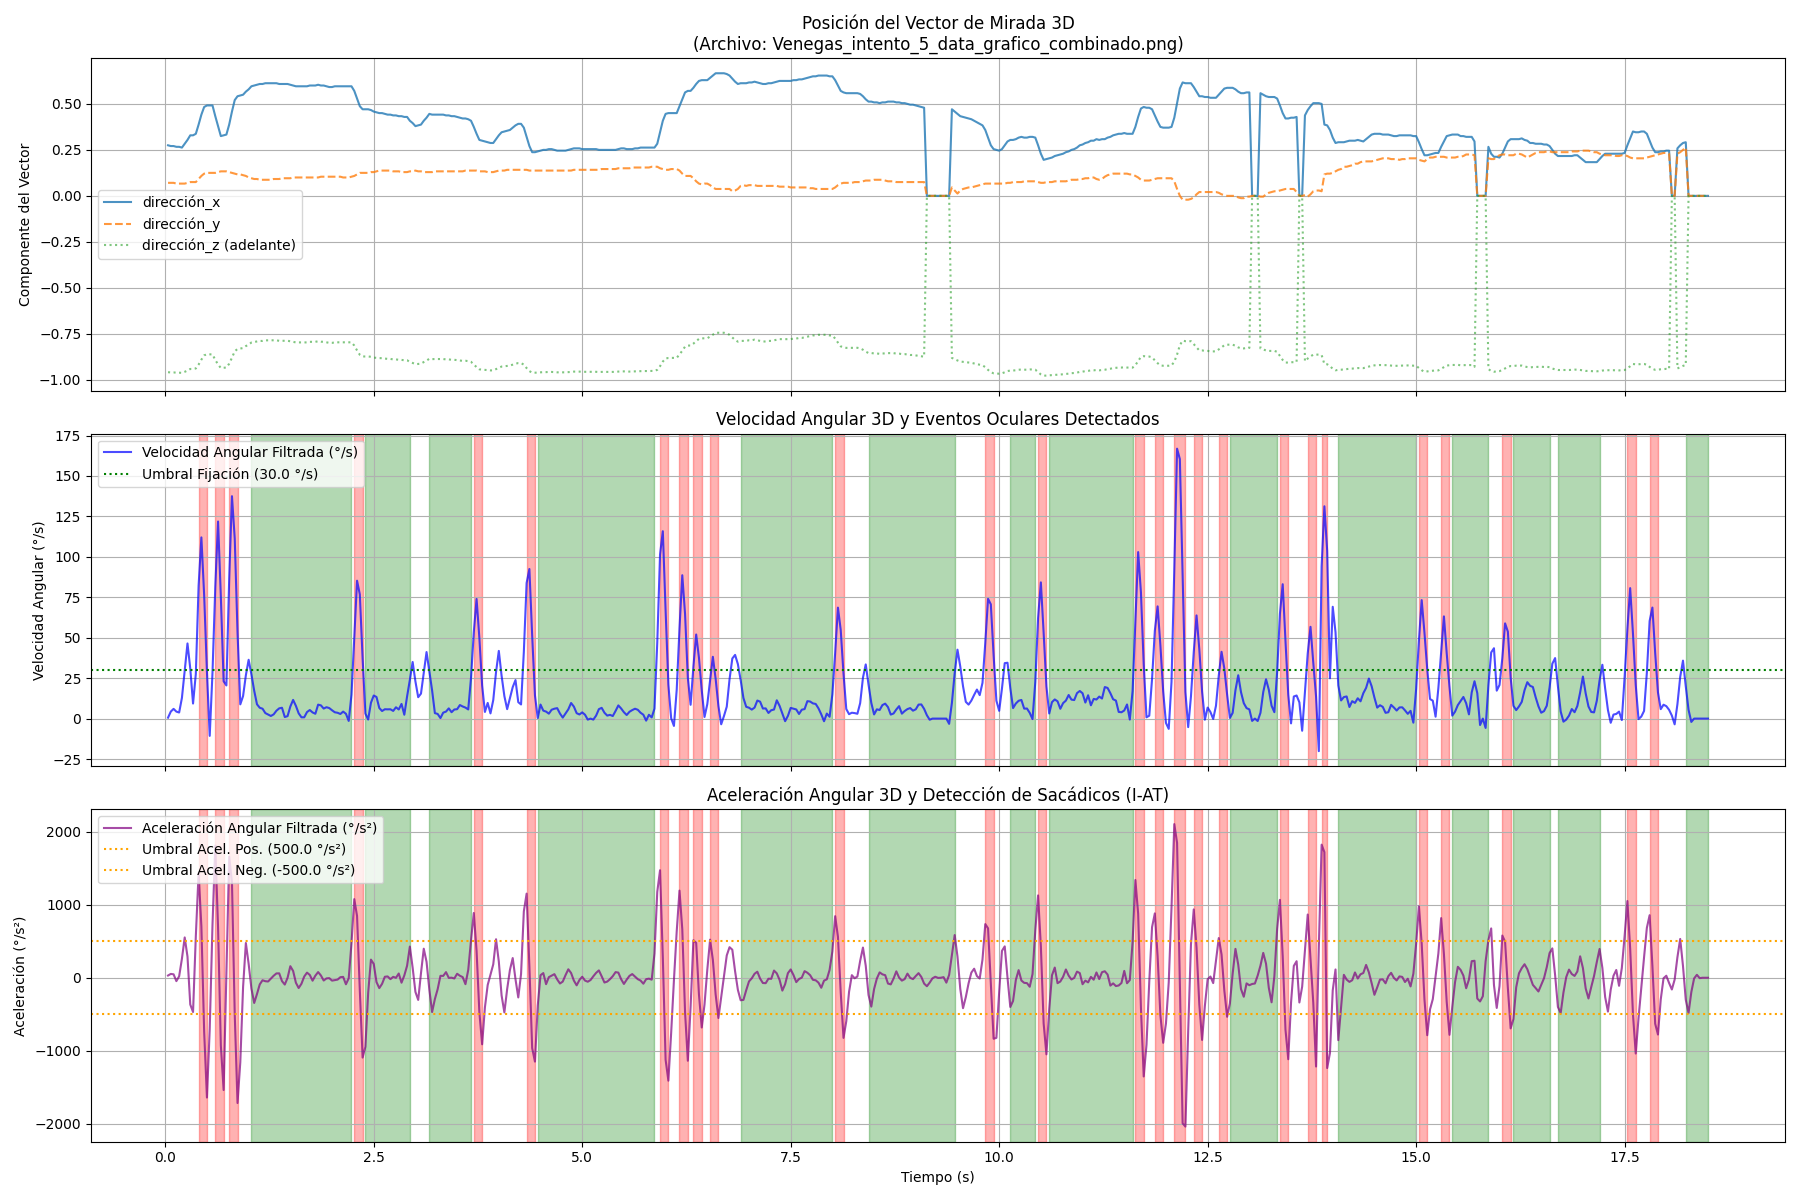 Posición del Vector de Mirada 3D
(Archivo: Venegas_intento_5_data_grafico_combinado.png)
Componente del Vector
0.50
0.25
0.00
−0.25
−0.50
−0.75
−1.00
dirección_x
dirección_y
dirección_z (adelante)
Velocidad Angular 3D y Eventos Oculares Detectados
Velocidad Angular (°/s)
175
150
125
100
75
50
25
0
−25
Velocidad Angular Filtrada (°/s)
Umbral Fijación (30.0 °/s)
Aceleración Angular 3D y Detección de Sacádicos (I-AT)
Aceleración (°/s²)
2000
1000
0
−1000
−2000
Aceleración Angular Filtrada (°/s²)
Umbral Acel. Pos. (500.0 °/s²)
Umbral Acel. Neg. (-500.0 °/s²)
0.0 2.5 5.0 7.5 10.0 12.5 15.0 17.5
Tiempo (s)